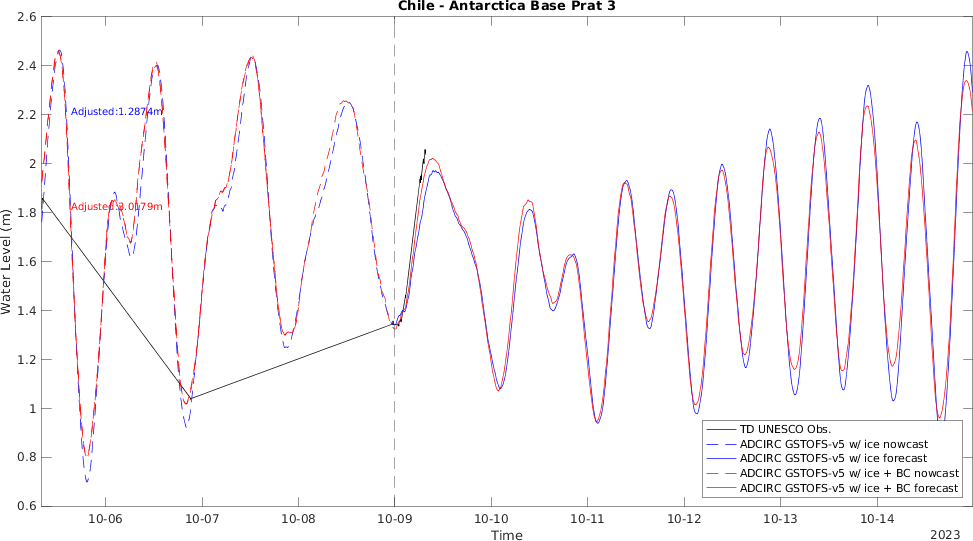 Chile - Antarctica Base Prat 3
2.6
2.4
2.2
2
1.8
1.6
1.4
1.2
1
0.8
0.6
Water Level (m)
Adjusted:1.2874m
Adjusted:3.0179m
TD UNESCO Obs.
ADCIRC GSTOFS-v5 w/ ice nowcast
ADCIRC GSTOFS-v5 w/ ice forecast
ADCIRC GSTOFS-v5 w/ ice + BC nowcast
ADCIRC GSTOFS-v5 w/ ice + BC forecast
10-06 10-07 10-08 10-09 10-10 10-11 10-12 10-13 10-14
Time
2023